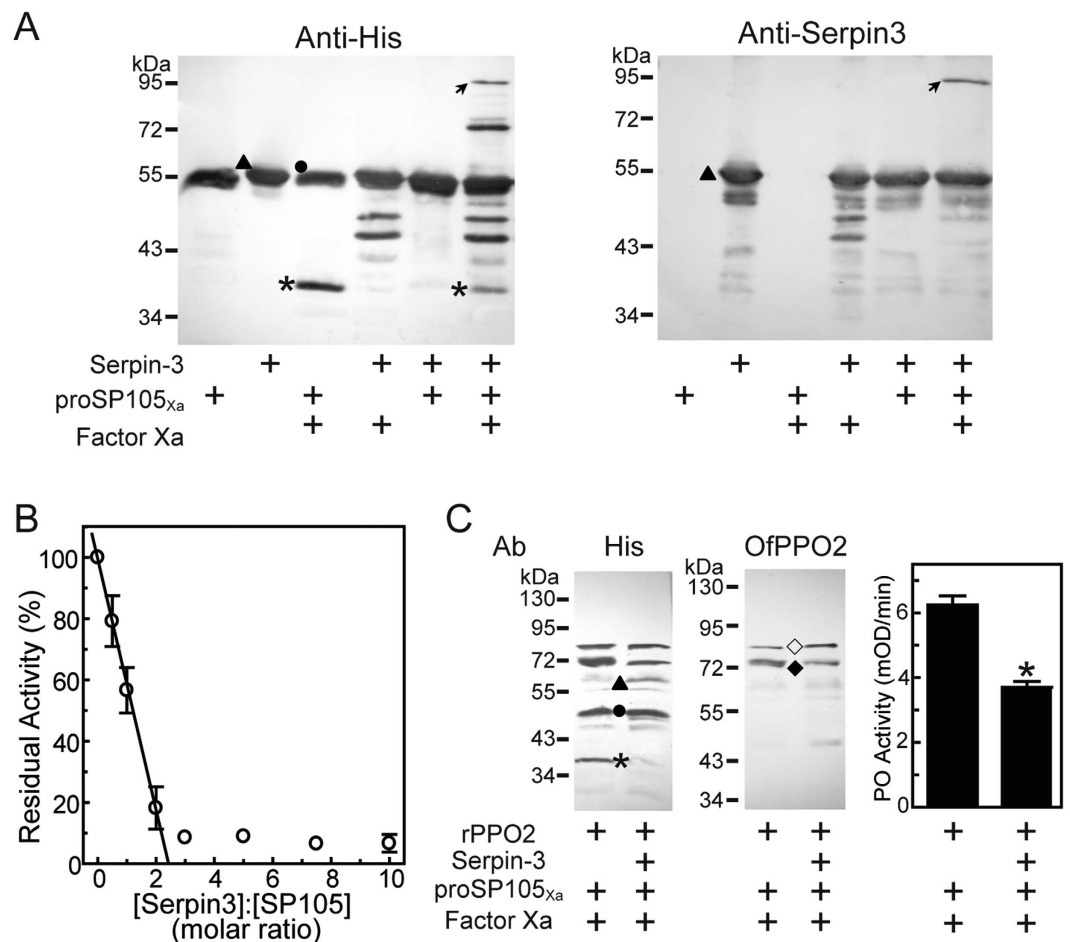 A
Anti-His
Anti-Serpin3
kDa
95
72
55
43
34
kDa
95
72
55
43
34
* *
Serpin-3 + + + + + + + +
proSP105Xa + + + + + + + +
Factor Xa + + + + + +
B
Residual Activity (%)
100
80
60
40
20
0
0 2 4 6 8 10
[Serpin3]:[SP105]
(molar ratio)
C
Ab His OfPPO2
kDa
130
95
72
55
43
34
*
kDa
130
95
72
55
43
34
PO Activity (mOD/min)
6
4
2
0
*
rPPO2 + + + + + +
Serpin-3 + + +
proSP105Xa + + + + + +
Factor Xa + + + + + +